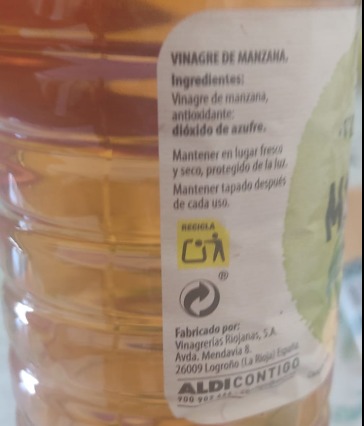 VINAGRE DE MANZANA.
Ingredientes:
Vinagre de manzana,
antioxidante:
dióxido de azufre.
Mantener en lugar fresco
y seco, protegido de la luz.
Mantener tapado después
de cada uso.
RECICLA
®
Fabricado por:
Vinagrerías Riojanas, S.A.
Avda. Mendavia 8.
26009 Logroño (La Rioja) España
ALDI CONTIGO
900 902